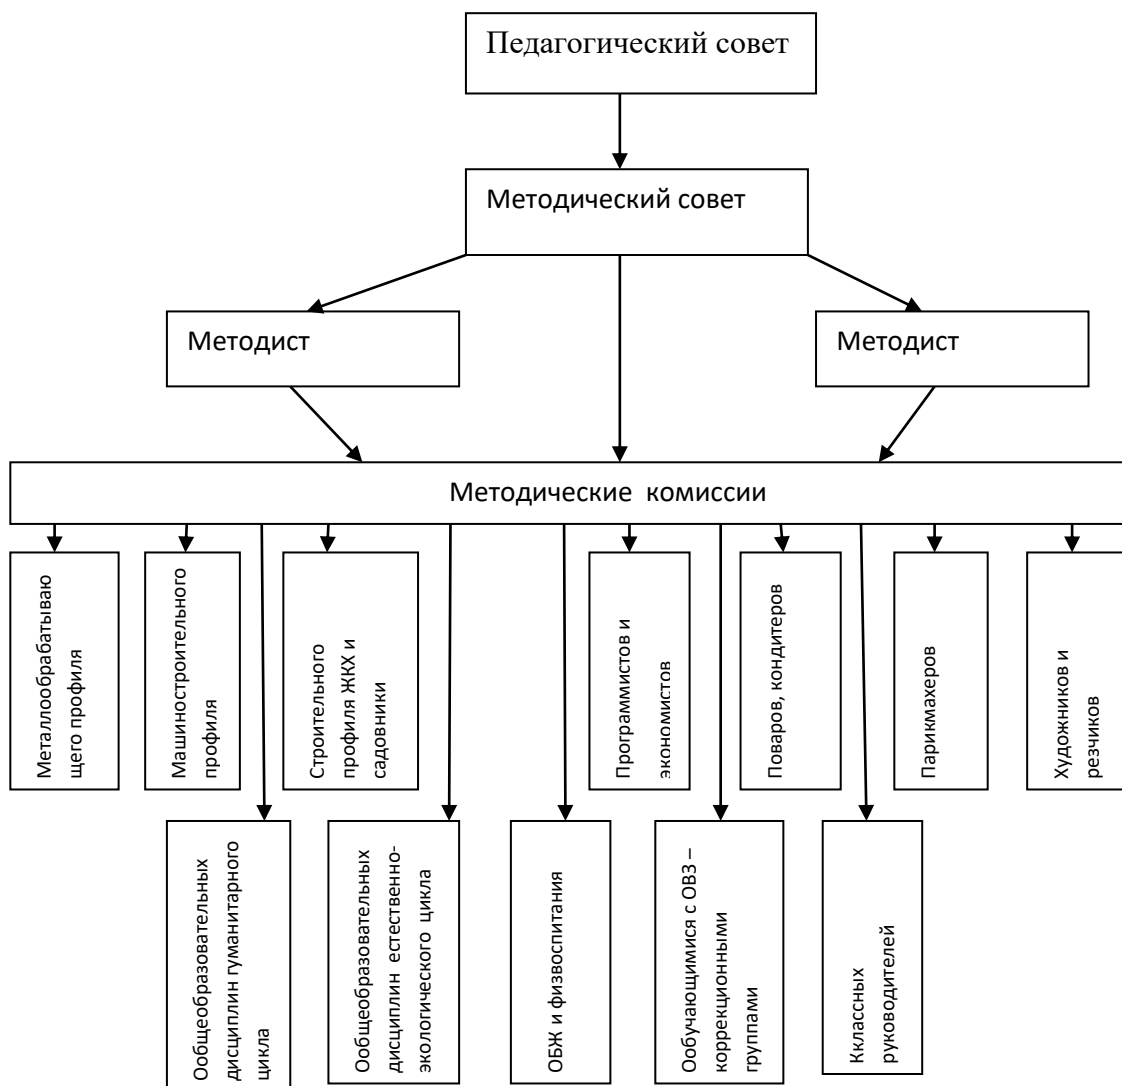 Педагогический совет
Методический совет
Методист
Методист
Методические комиссии
Металлообрабатываю
щего профиля
Машиностроительного
профиля
Строительного
профиля ЖКХ и
садовники
Программистов и
экономистов
Поваров, кондитеров
Парикмахеров
Художников и
резчиков
Ообщеобразовательных
дисциплин гуманитарного
цикла
Ообщеобразовательных
дисциплин естественно-
экологического цикла
ОБЖ и физвоспитания
Ообучающимися с ОВЗ –
коррекционными
группами
Кклассных
руководителей